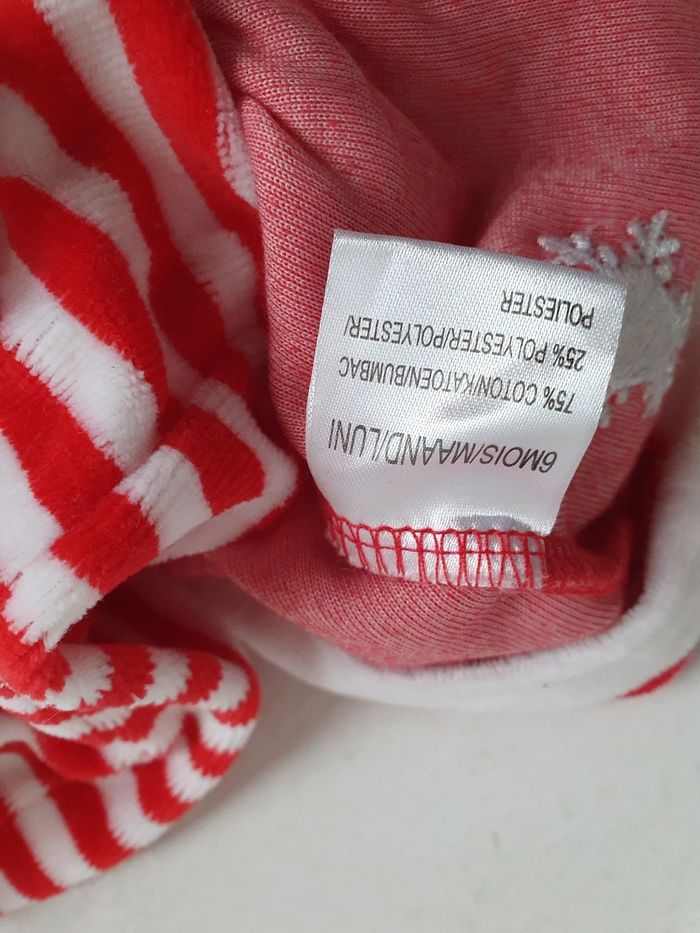 6MOIS/MAAND/LUNI
75% COTON/KATOEN/BUMBAC
25% POLYESTER/POLYESTER/
POLIESTER